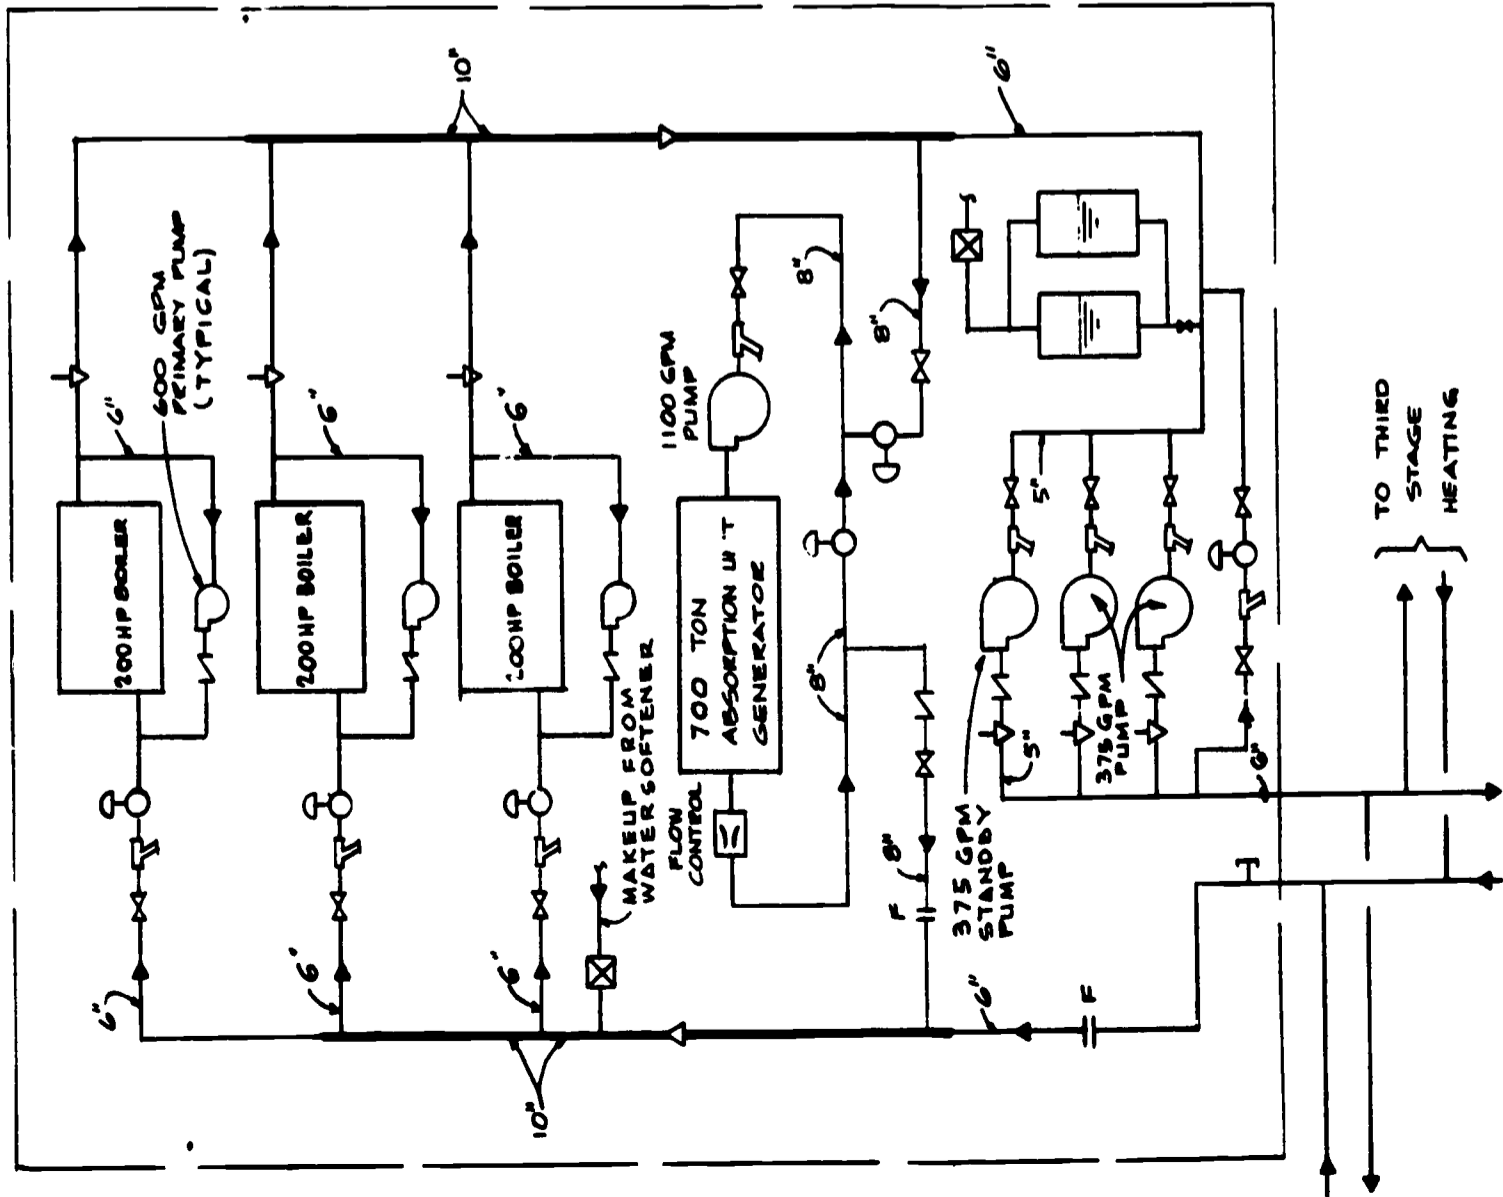 10"
6"
600 GPM
PRIMARY PUMP
(TYPICAL)
6"
6"
6"
200HP BOILER
200HP BOILER
200HP BOILER
1100 GPM
PUMP
8"
8"
700 TON
ABSORPTION
GENERATOR
FLOW
CONTROL
MAKEUP FROM
WATER SOFTENER
8"
8"
F
5"
5"
375 GPM
PUMP
375 GPM
STANDBY
PUMP
6"
TO THIRD
STAGE
HEATING
6"
6"
6"
10"
6"
F